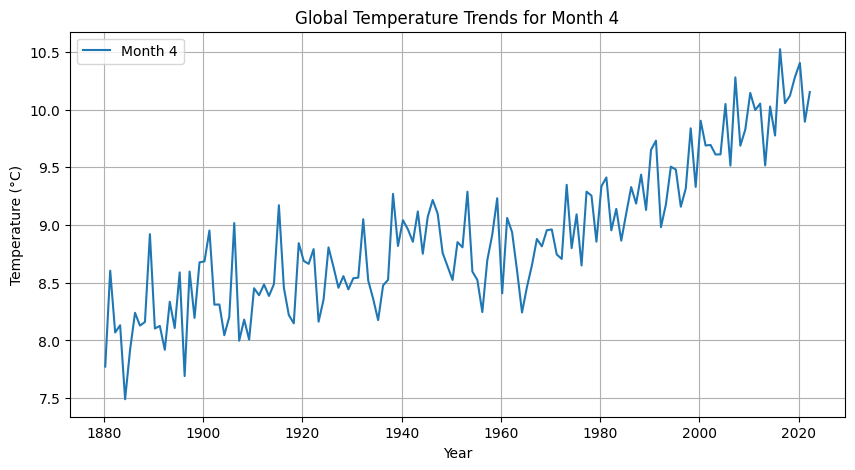 Global Temperature Trends for Month 4
Month 4
10.5
10.0
9.5
9.0
8.5
8.0
7.5
Temperature (°C)
1880 1900 1920 1940 1960 1980 2000 2020
Year